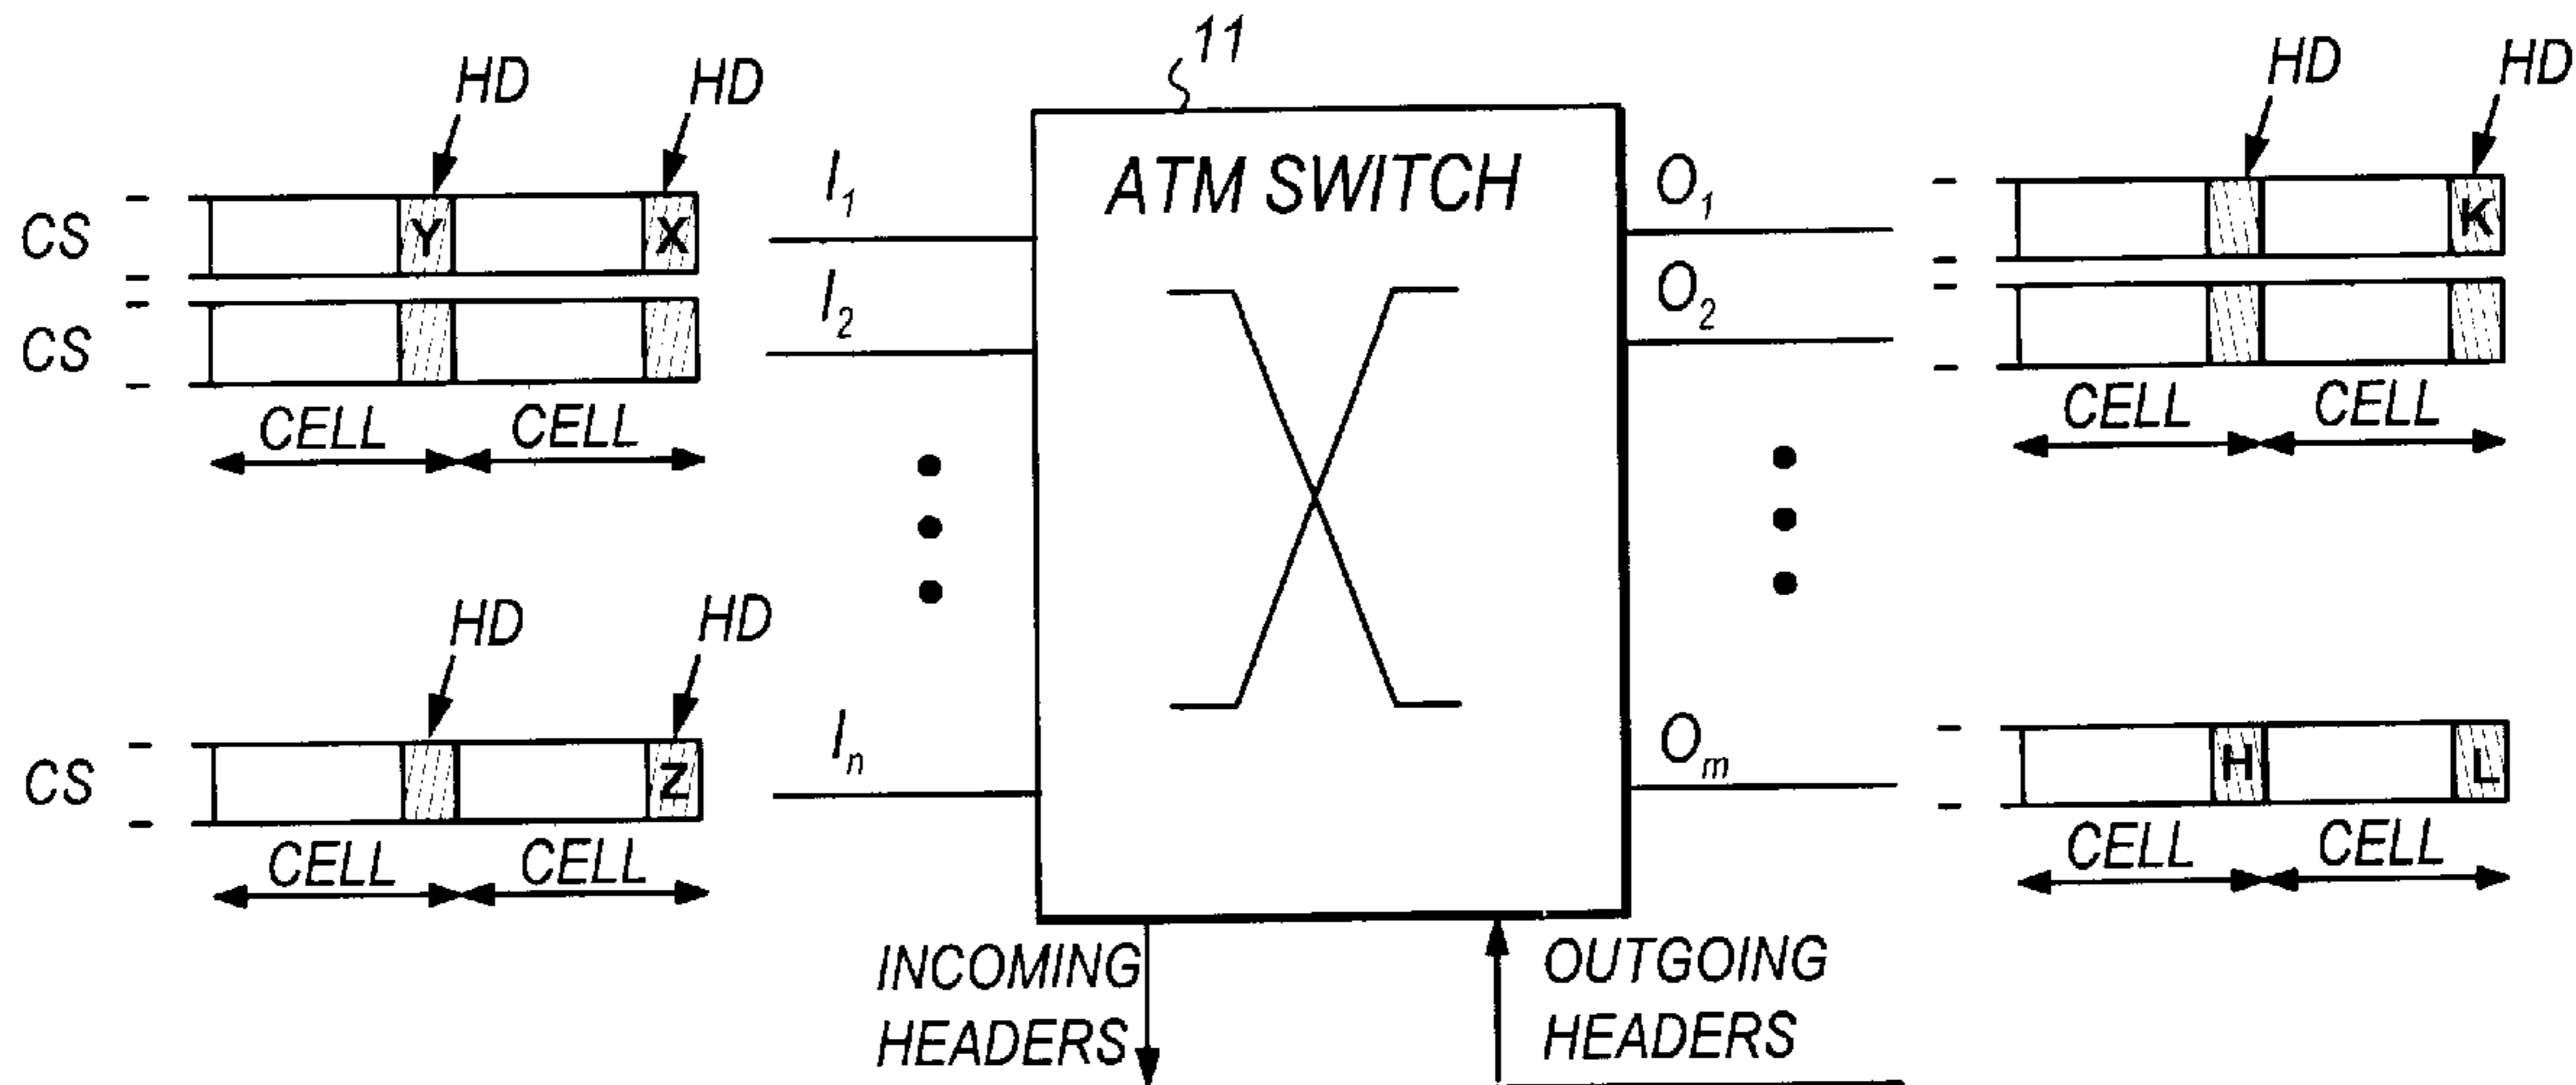 11
HD HD HD HD
ATM SWITCH
CS Y X I1 O1 K
CS I2 O2
CELL CELL CELL CELL
HD HD
CS Z In Om H L
CELL CELL CELL CELL
INCOMING HEADERS
OUTGOING HEADERS